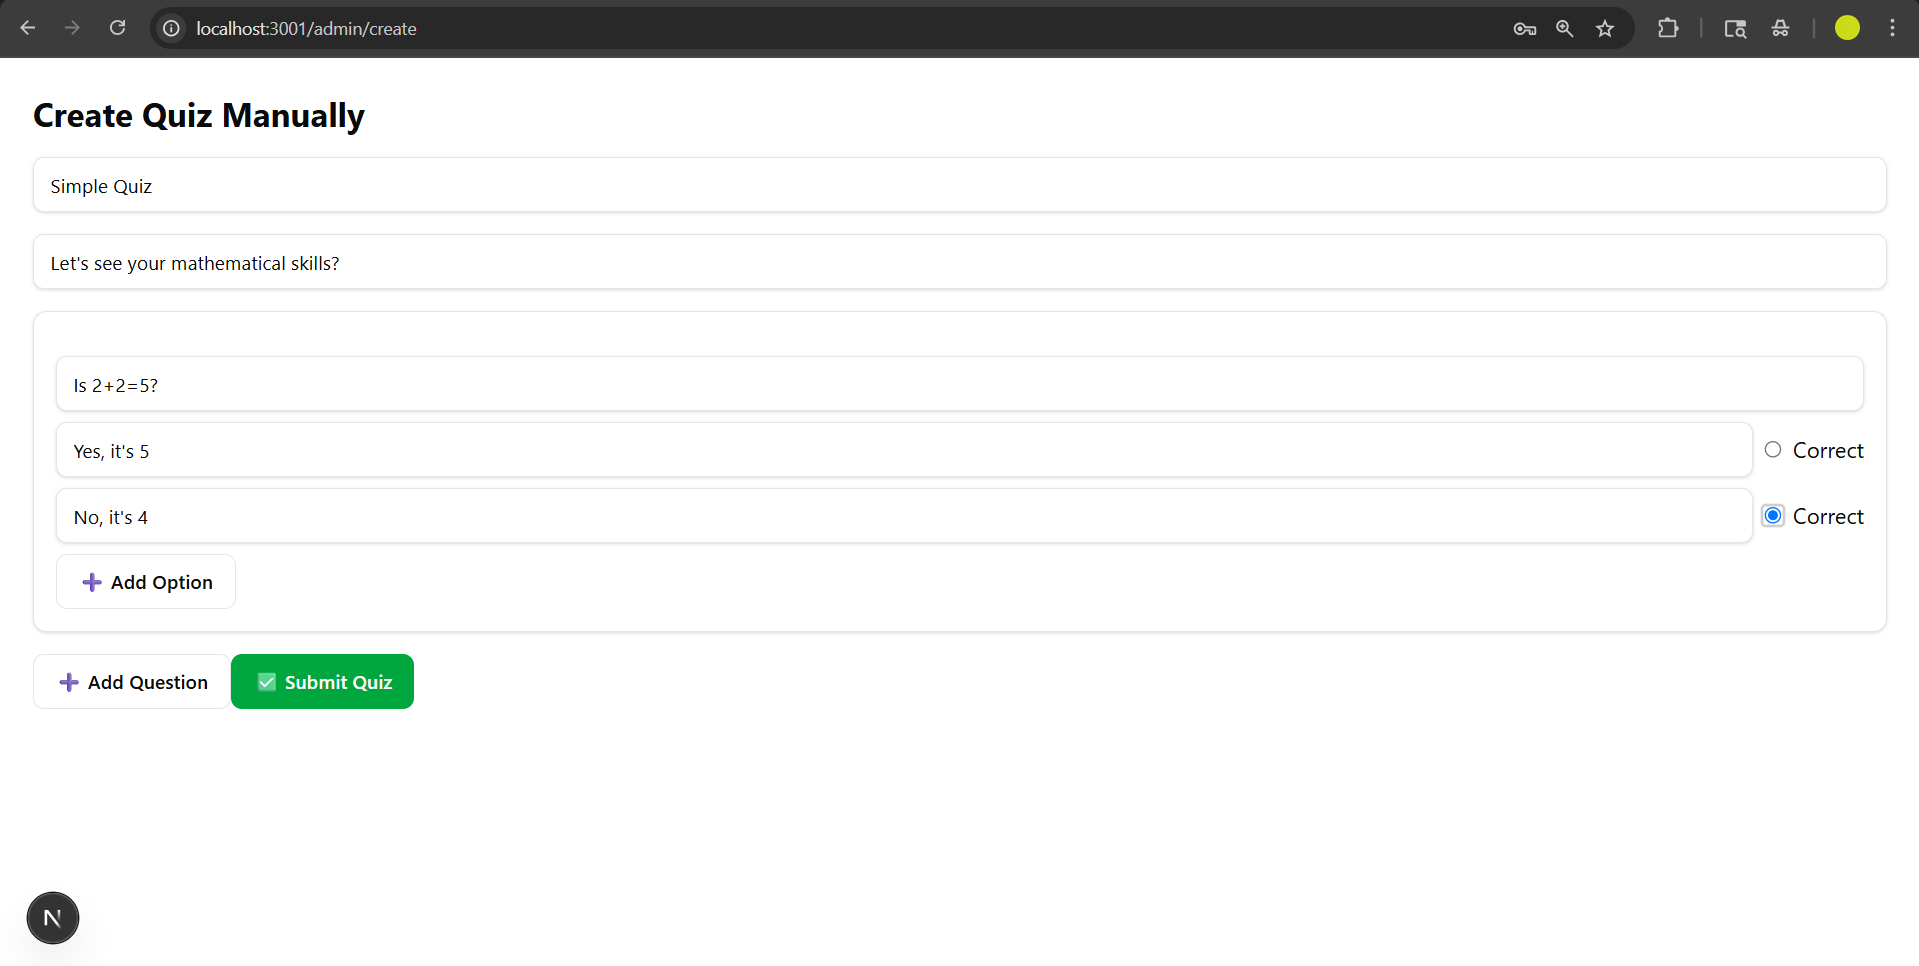 localhost:3001/admin/create
Create Quiz Manually
Simple Quiz
Let's see your mathematical skills?
Is 2+2=5?
Yes, it's 5
Correct
No, it's 4
Correct
Add Option
Add Question
Submit Quiz
N